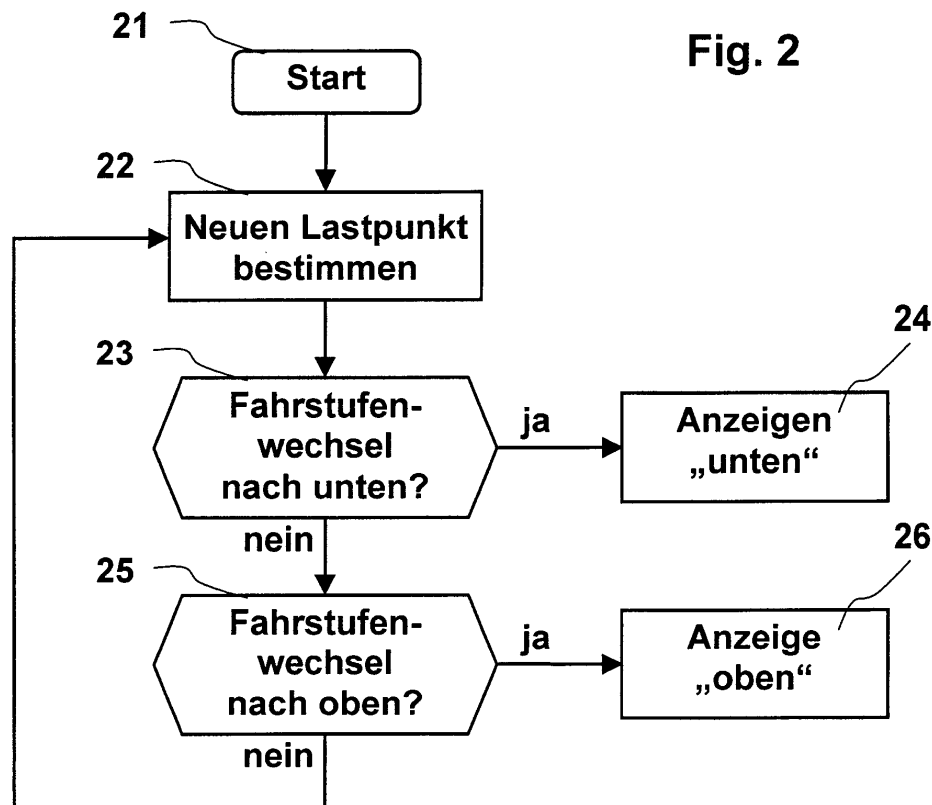 21
Fig. 2
Start
22
Neuen Lastpunkt
bestimmen
23
Fahrstufen-
wechsel
nach unten?
ja
24
Anzeigen
„unten“
nein
25
Fahrstufen-
wechsel
nach oben?
ja
26
Anzeige
„oben“
nein